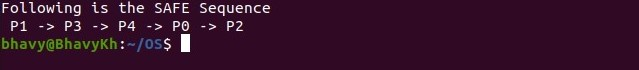 Following is the SAFE Sequence
P1 -> P3 -> P4 -> P0 -> P2
bhavy@BhavyKh:~/OS$